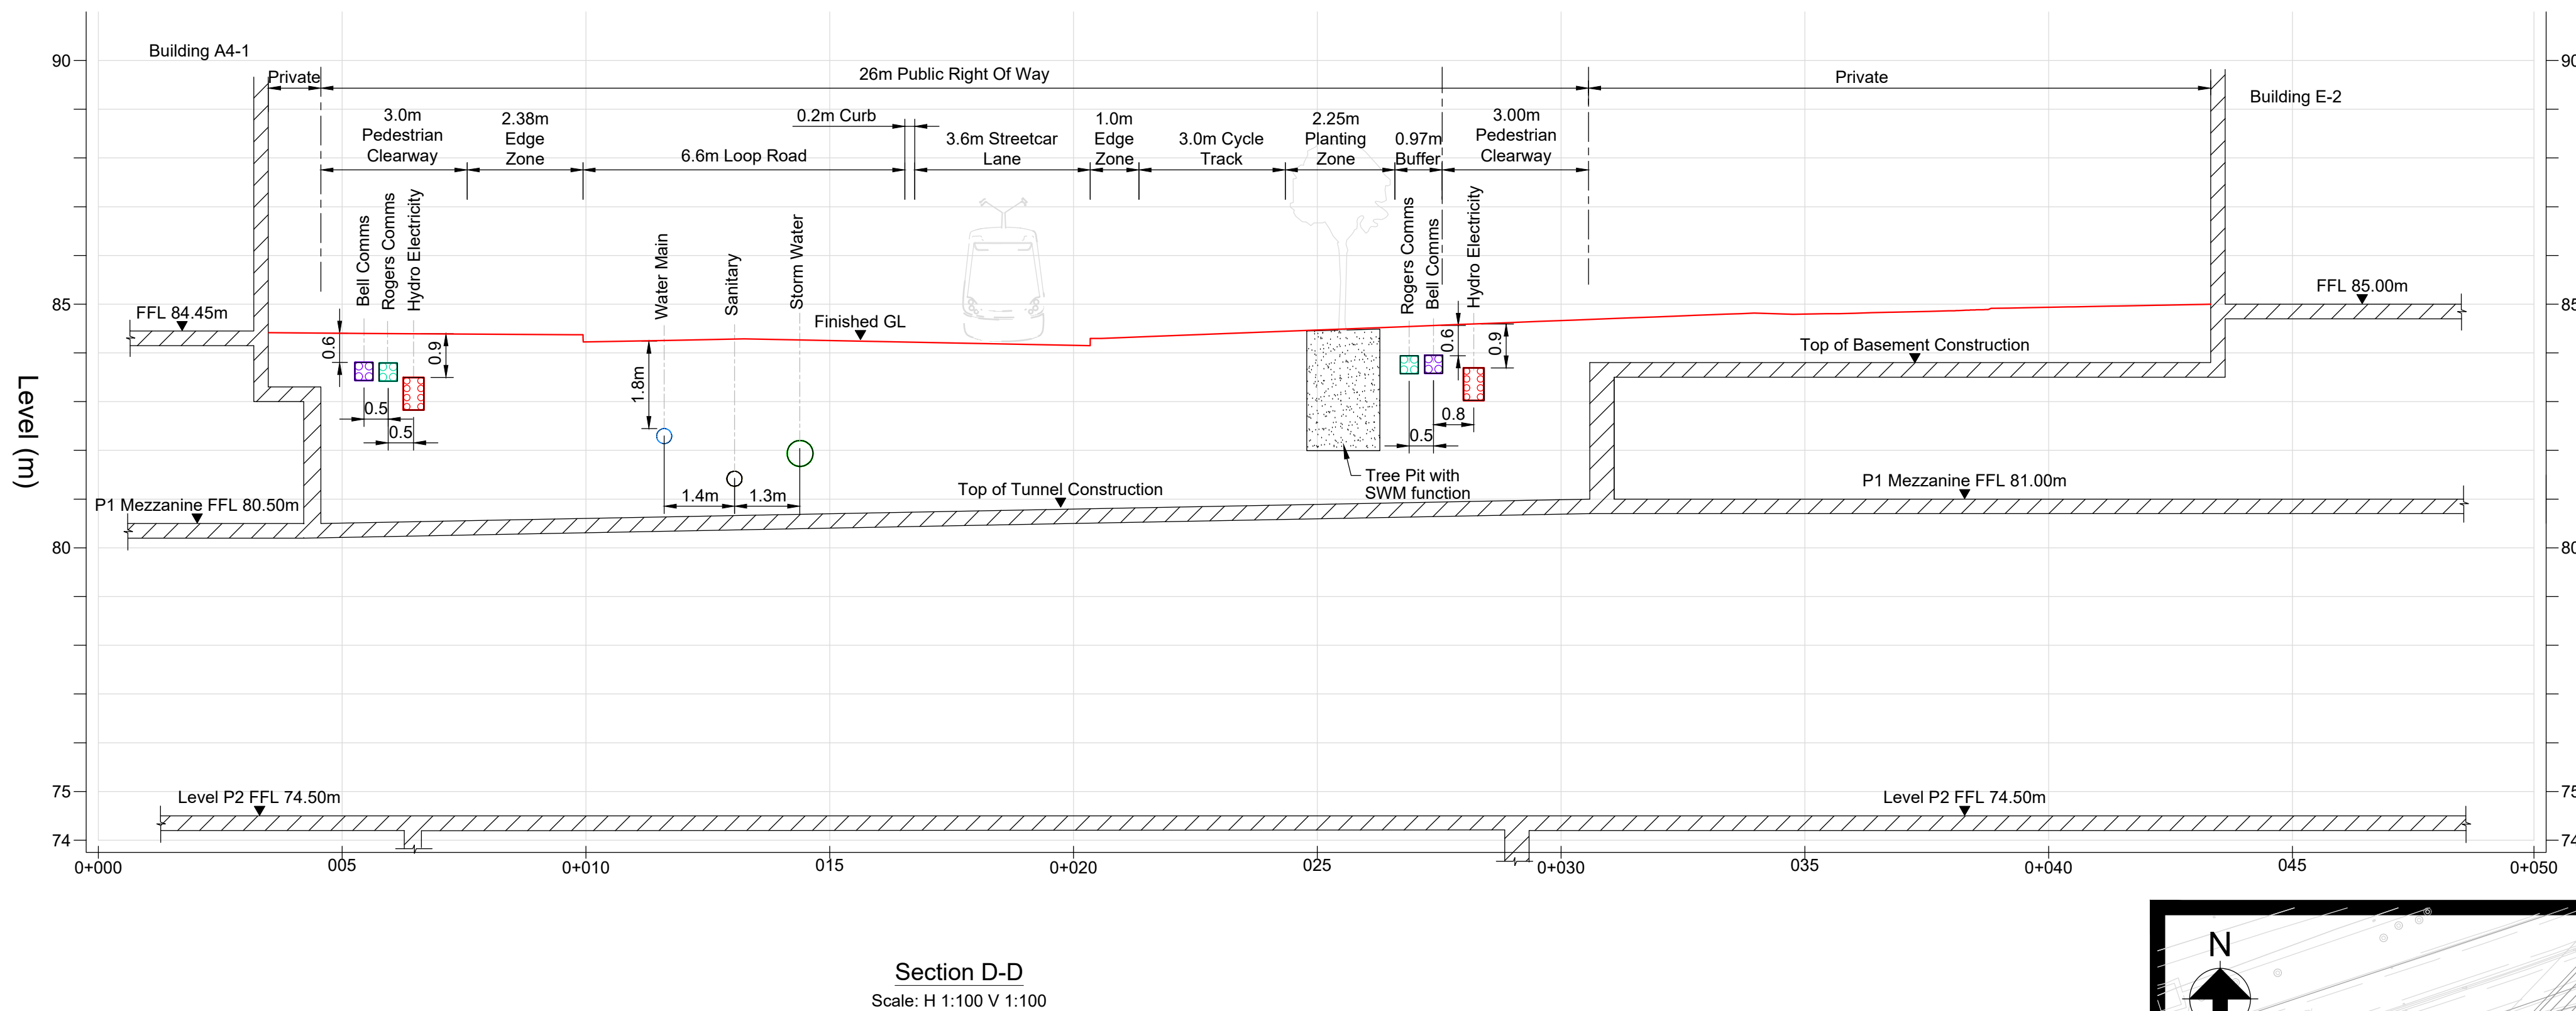 Building A4-1
90
90
Private
26m Public Right Of Way
Private
Building E-2
3.0m
Pedestrian
Clearway
2.38m
Edge
Zone
6.6m Loop Road
0.2m Curb
3.6m Streetcar
Lane
1.0m
Edge
Zone
3.0m Cycle
Track
2.25m
Planting
Zone
0.97m
Buffer
3.00m
Pedestrian
Clearway
Bell Comms
Rogers Comms
Hydro Electricity
Water Main
Sanitary
Storm Water
Rogers Comms
Bell Comms
Hydro Electricity
85
85
FFL 84.45m
Finished GL
FFL 85.00m
0.6
0.9
0.5
0.5
1.8m
0.6
0.9
0.8
0.5
Top of Basement Construction
Level (m)
Tree Pit with
SWM function
P1 Mezzanine FFL 80.50m
1.4m
1.3m
Top of Tunnel Construction
P1 Mezzanine FFL 81.00m
80
80
75
75
Level P2 FFL 74.50m
Level P2 FFL 74.50m
74
74
0+000
005
0+010
015
0+020
025
0+030
035
0+040
045
0+050
Section D-D
Scale: H 1:100 V 1:100
N